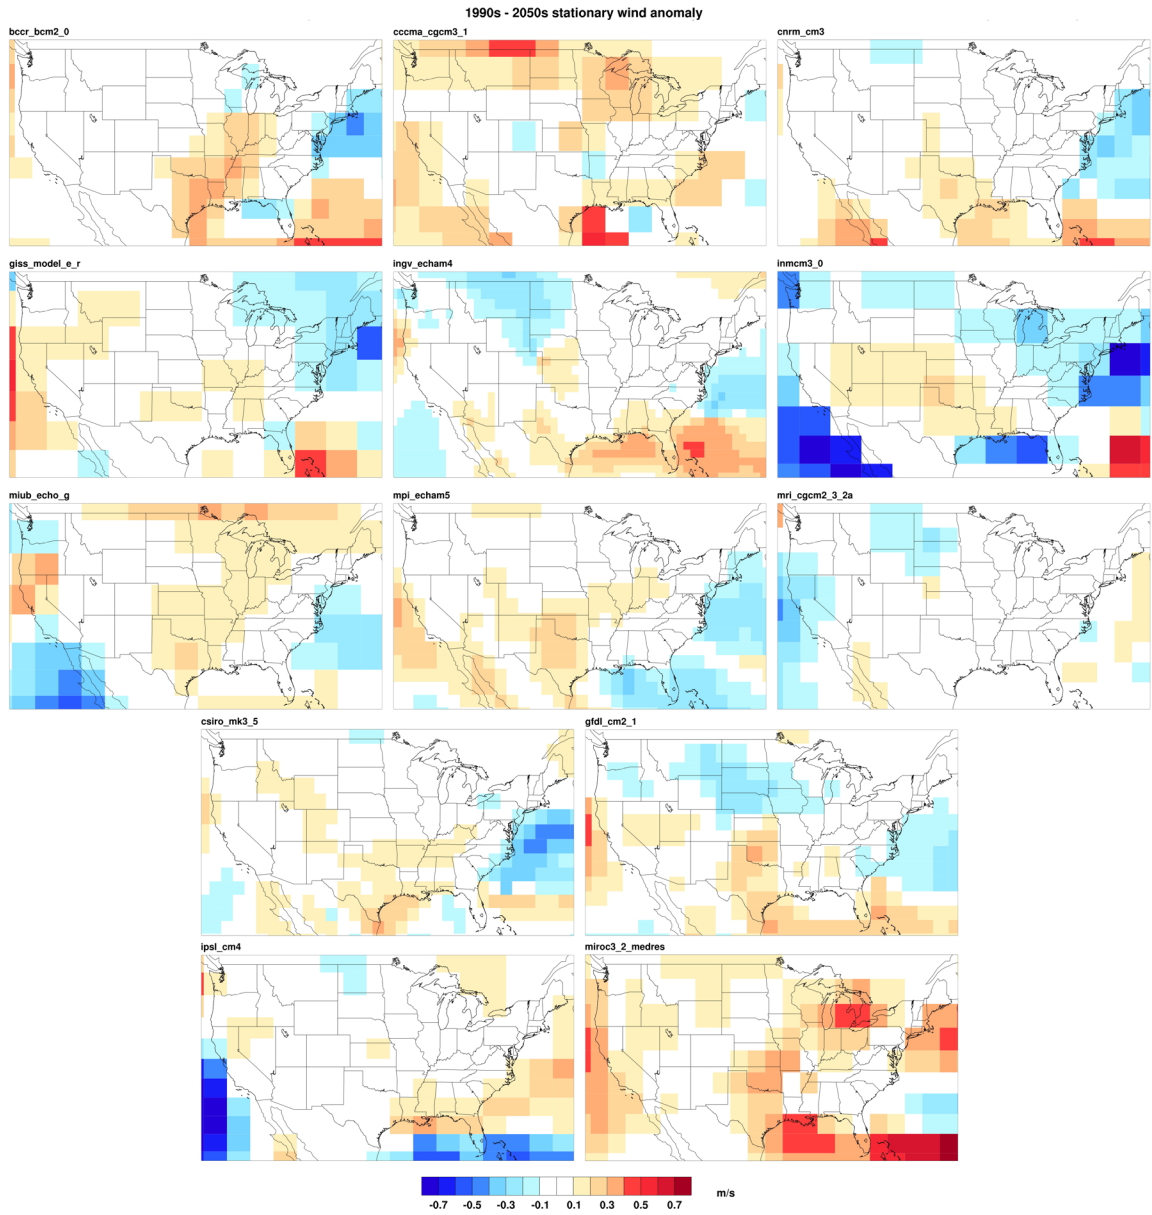 1990s - 2050s stationary wind anomaly
bccr_bcm2_0
cccma_cgcm3_1
cnrm_cm3
giss_model_e_r
ingv_echam4
inmcm3_0
miub_echo_g
mpi_echam5
mri_cgcm2_3_2a
csiro_mk3_5
gfdl_cm2_1
ipsl_cm4
miroc3_2_medres
-0.7 -0.5 -0.3 -0.1 0.1 0.3 0.5 0.7 m/s